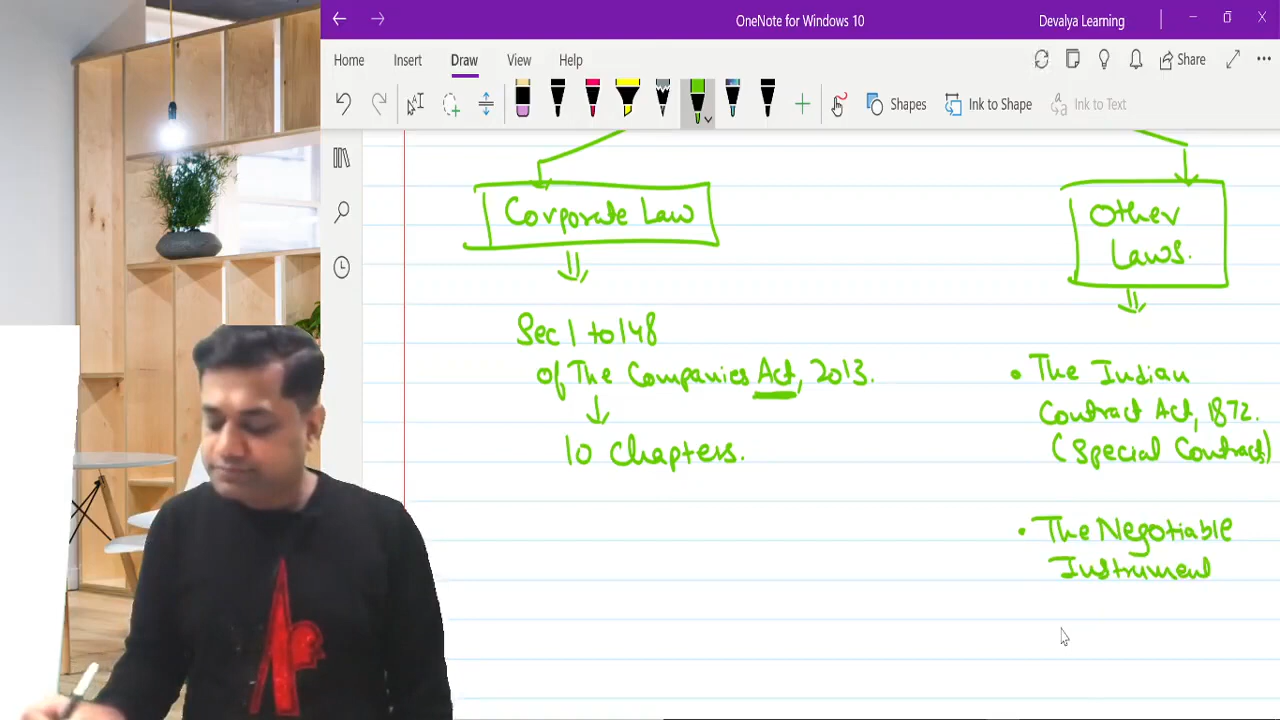 OneNote for Windows 10
Devalya Learning
Home
Insert
Draw
View
Help
Share
Shapes
Ink to Shape
Ink to Text
Corporate Law
Sec 1 to 148
of The Companies Act, 2013.
10 Chapters.
Other
Laws.
• The Indian
Contract Act, 1872.
(Special Contracts)
• The Negotiable
Instrument